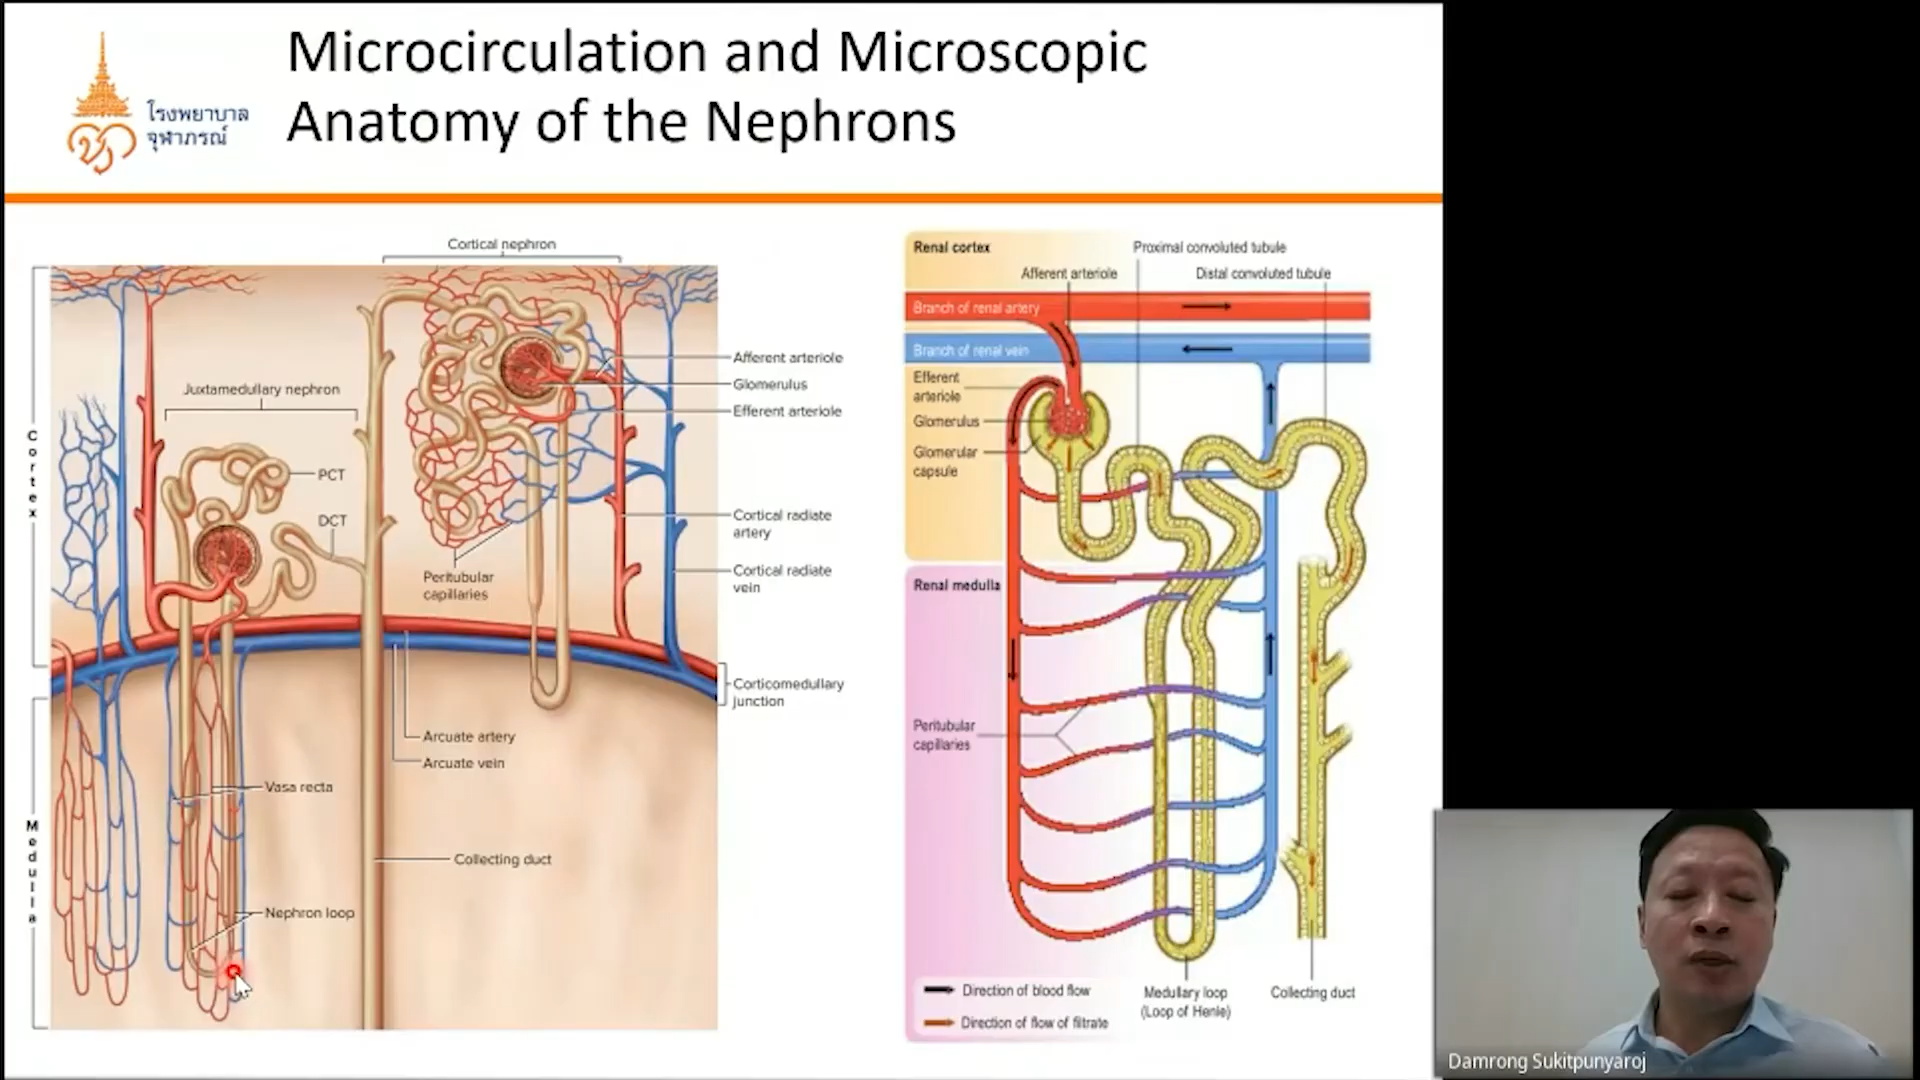 Microcirculation and Microscopic
Anatomy of the Nephrons
โรงพยาบาล
จุฬาภรณ์
Cortical nephron
Juxtamedullary nephron
PCT
DCT
Peritubular
capillaries
Afferent arteriole
Glomerulus
Efferent arteriole
Cortical radiate
artery
Cortical radiate
vein
Corticomedullary
junction
Arcuate artery
Arcuate vein
Vasa recta
Collecting duct
Nephron loop
Cortex
Medulla
Renal cortex
Proximal convoluted tubule
Afferent arteriole
Distal convoluted tubule
Branch of renal artery
Branch of renal vein
Efferent
arteriole
Glomerulus
Glomerular
capsule
Renal medulla
Peritubular
capillaries
Direction of blood flow
Direction of flow of filtrate
Medullary loop
(Loop of Henle)
Collecting duct
Damrong Sukitpunyaroj